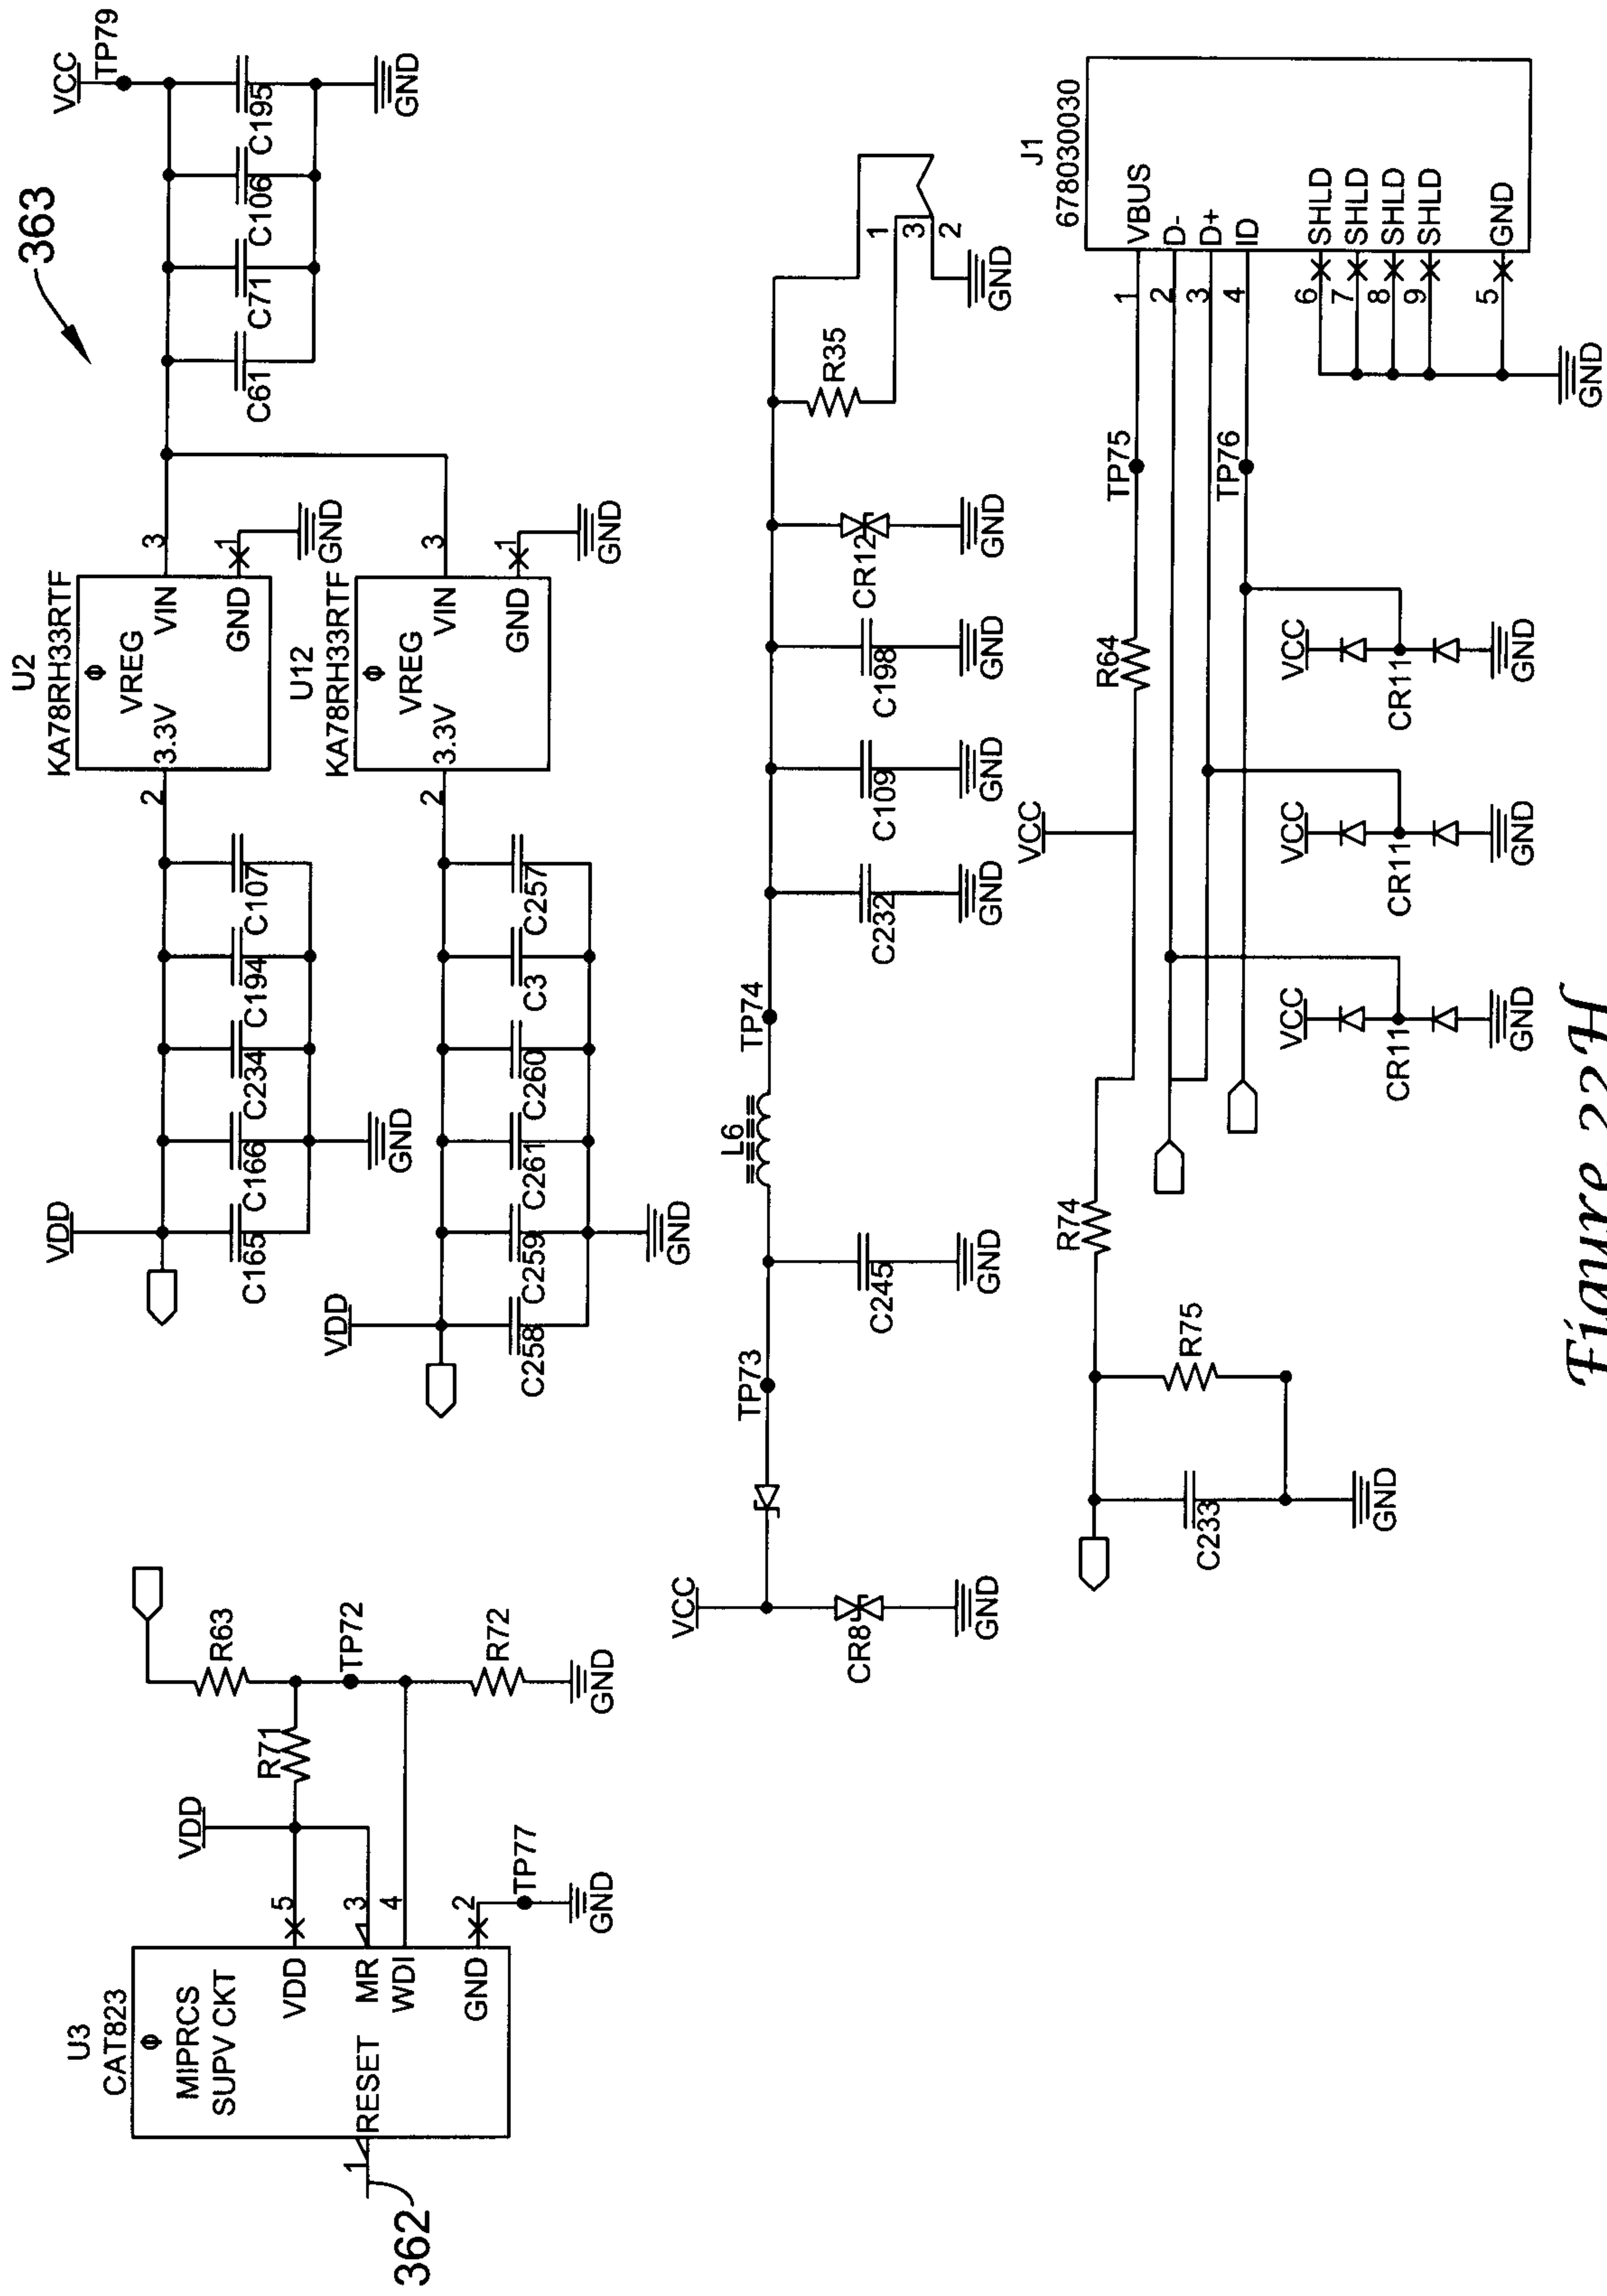 363
VCC
TP79
C61
C71
C106
C195
GND
U2
KA78RH33RTF
Φ
VREG
3.3V
VIN
GND
2
3
1
GND
VDD
C165
C166
C234
C194
C107
GND
U12
KA78RH33RTF
Φ
VREG
3.3V
VIN
GND
2
3
1
GND
VDD
C258
C259
C261
C260
C3
C257
GND
U3
CAT823
Φ
MIPRCS
SUPV CKT
VDD
MR
WDI
GND
RESET
1
5
3
4
2
362
VDD
R71
R63
TP72
R72
GND
TP77
GND
VCC
CR8
GND
TP73
C245
GND
L6
TP74
C232
GND
C109
GND
C198
GND
CR12
GND
R35
1
3
2
GND
C233
R75
GND
R74
VCC
R64
TP75
TP76
VCC
CR11
GND
VCC
CR11
GND
VCC
CR11
GND
J1
678030030
1
VBUS
2
D-
3
D+
4
ID
6
SHLD
7
SHLD
8
SHLD
9
SHLD
5
GND
GND
Figure 22H